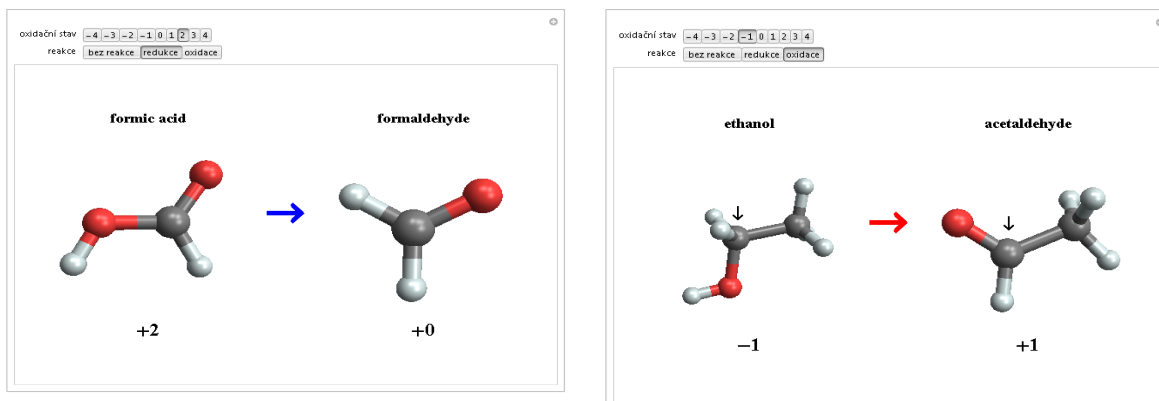 oxidační stav -4 -3 -2 -1 0 1 2 3 4
reakce bez reakce redukce oxidace
formic acid formaldehyde
+2 +0
oxidační stav -4 -3 -2 -1 0 1 2 3 4
reakce bez reakce redukce oxidace
ethanol acetaldehyde
−1 +1